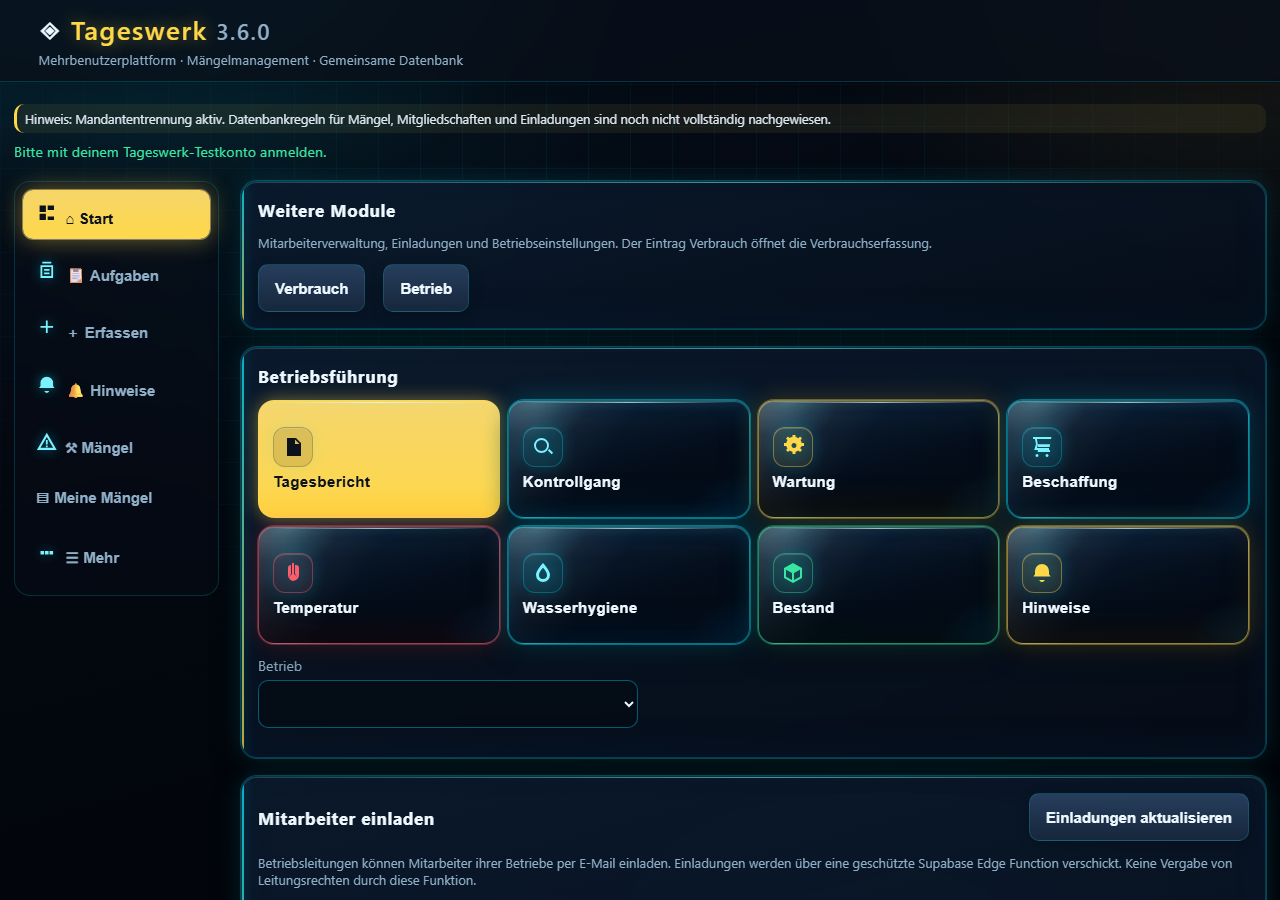 Tageswerk 3.6.0
Mehrbenutzerplattform · Mängelmanagement · Gemeinsame Datenbank
Hinweis: Mandantentrennung aktiv. Datenbankregeln für Mängel, Mitgliedschaften und Einladungen sind noch nicht vollständig nachgewiesen.
Bitte mit deinem Tageswerk-Testkonto anmelden.
Start
Aufgaben
+ Erfassen
Hinweise
Mängel
Meine Mängel
Mehr
Weitere Module
Mitarbeiterverwaltung, Einladungen und Betriebseinstellungen. Der Eintrag Verbrauch öffnet die Verbrauchserfassung.
Verbrauch
Betrieb
Betriebsführung
Tagesbericht
Kontrollgang
Wartung
Beschaffung
Temperatur
Wasserhygiene
Bestand
Hinweise
Betrieb
Mitarbeiter einladen
Einladungen aktualisieren
Betriebsleitungen können Mitarbeiter ihrer Betriebe per E-Mail einladen. Einladungen werden über eine geschützte Supabase Edge Function verschickt. Keine Vergabe von
Leitungsrechten durch diese Funktion.